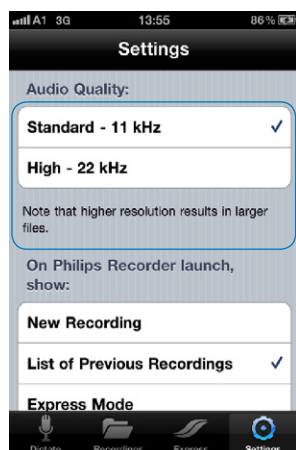 A1 3G 13:55 86%
Settings
Audio Quality:
Standard - 11 kHz
High - 22 kHz
Note that higher resolution results in larger
files.
On Philips Recorder launch,
show:
New Recording
List of Previous Recordings
Express Mode
Dictate Recordings Express Settings